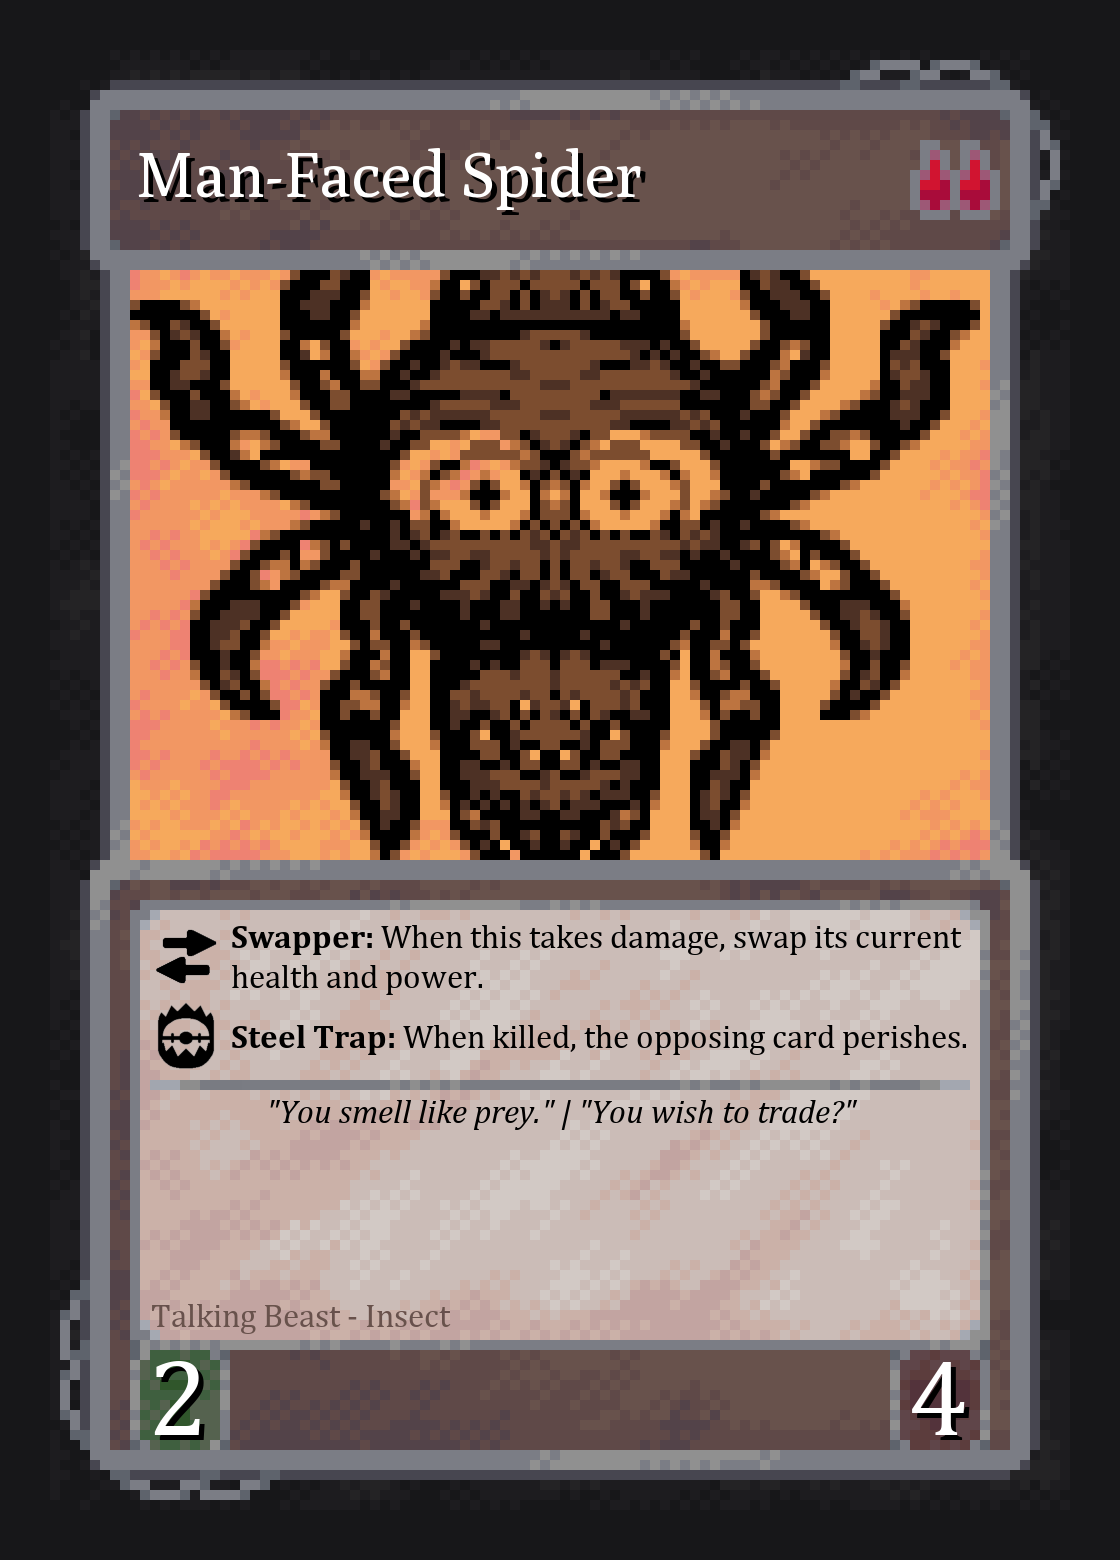 Man-Faced Spider
Swapper: When this takes damage, swap its current
health and power.
Steel Trap: When killed, the opposing card perishes.
"You smell like prey." | "You wish to trade?"
Talking Beast - Insect
2
4